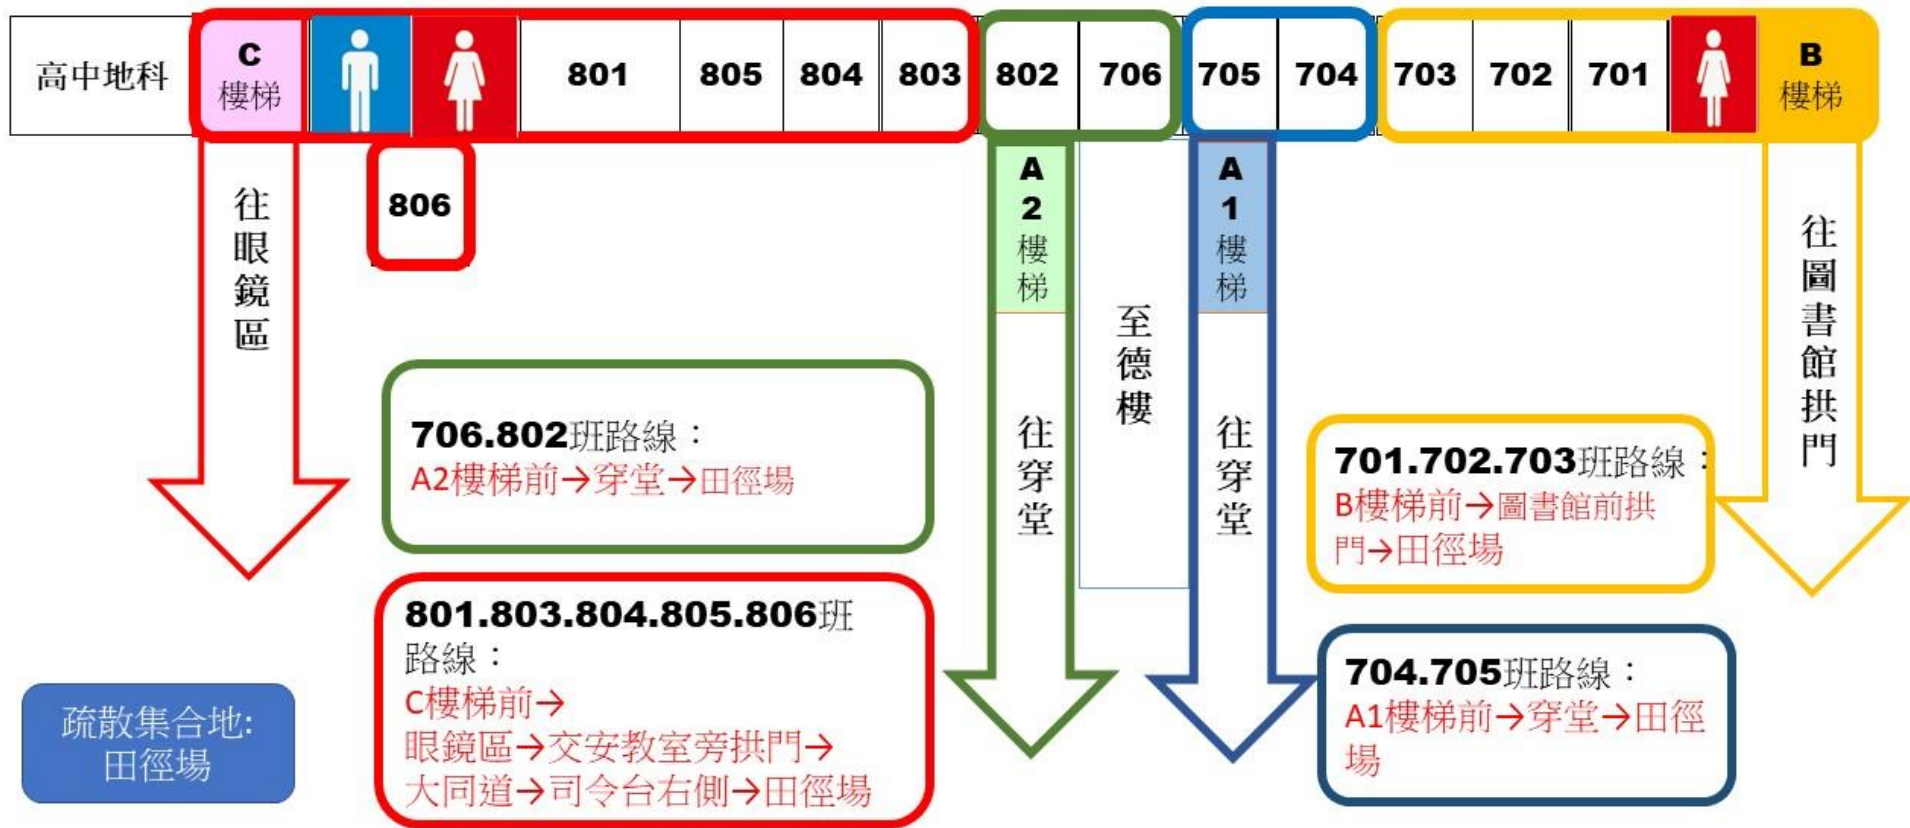 高中地科
C
樓梯
801
805
804
803
802
706
705
704
703
702
701
B
樓梯
806
往眼鏡區
A
2
樓
梯
往穿堂
至德樓
A
1
樓
梯
往穿堂
往圖書館拱門
706.802班路線：
A2樓梯前→穿堂→田徑場
801.803.804.805.806班
路線：
C樓梯前→
眼鏡區→交安教室旁拱門→
大同道→司令台右側→田徑場
701.702.703班路線：
B樓梯前→圖書館前拱
門→田徑場
704.705班路線：
A1樓梯前→穿堂→田徑
場
疏散集合地:
田徑場